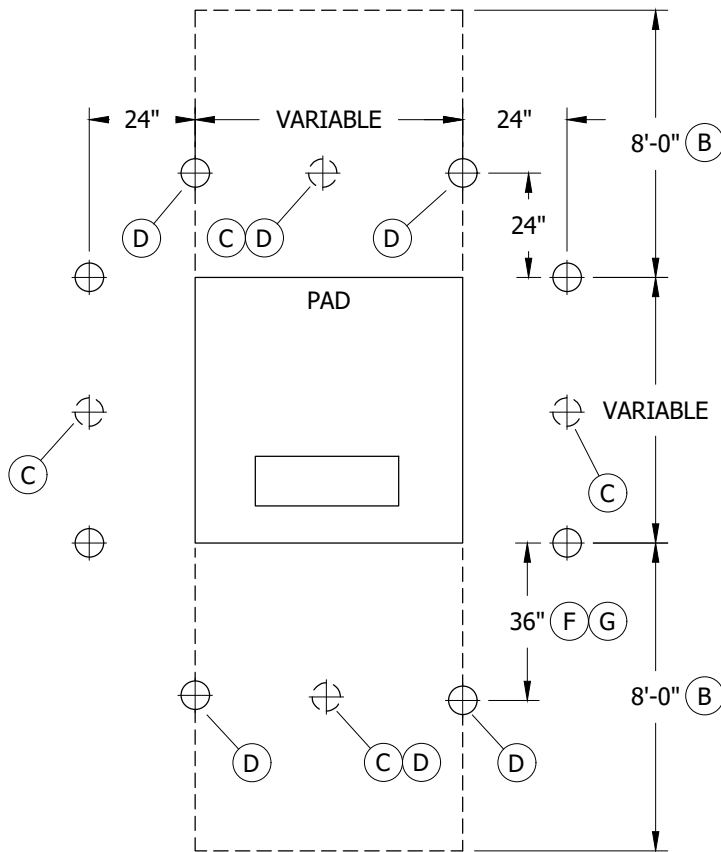 24" VARIABLE 24"
8'-0" B
D C D D
24"
PAD
C VARIABLE C
36" F G
8'-0" B
D C D D